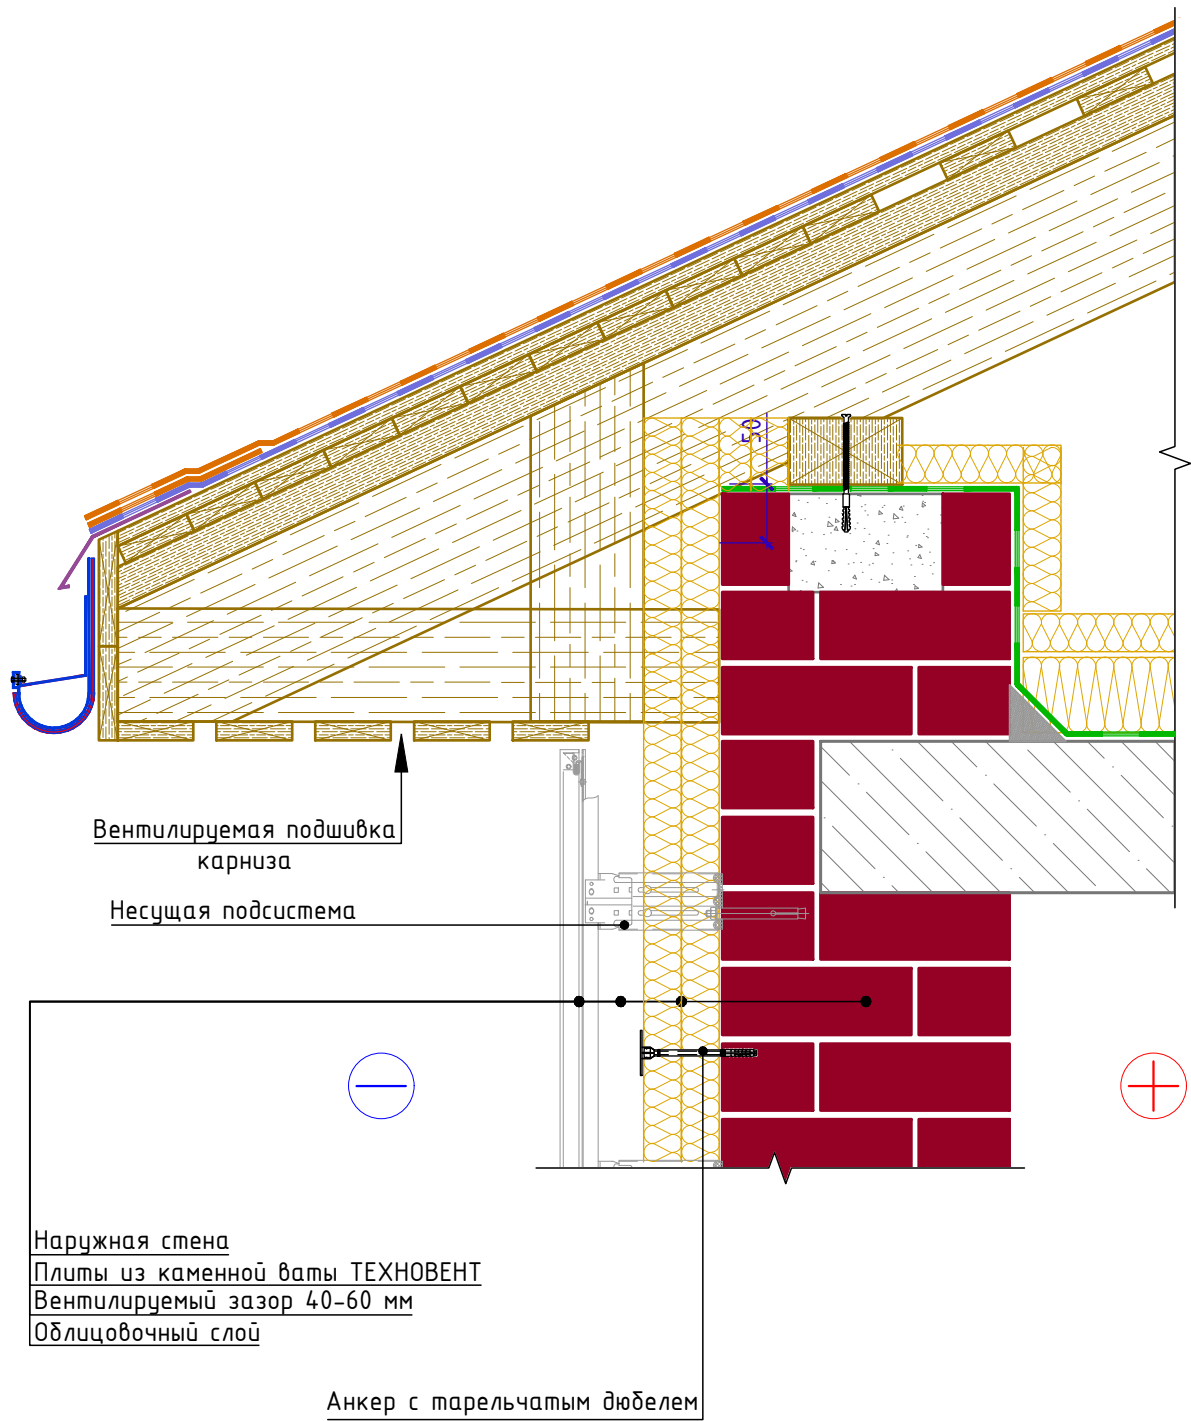 50
Вентилируемая подшивка
карниза
Несущая подсистема
Наружная стена
Плиты из каменной ваты ТЕХНОВЕНТ
Вентилируемый зазор 40-60 мм
Облицовочный слой
Анкер с тарельчатым дюбелем